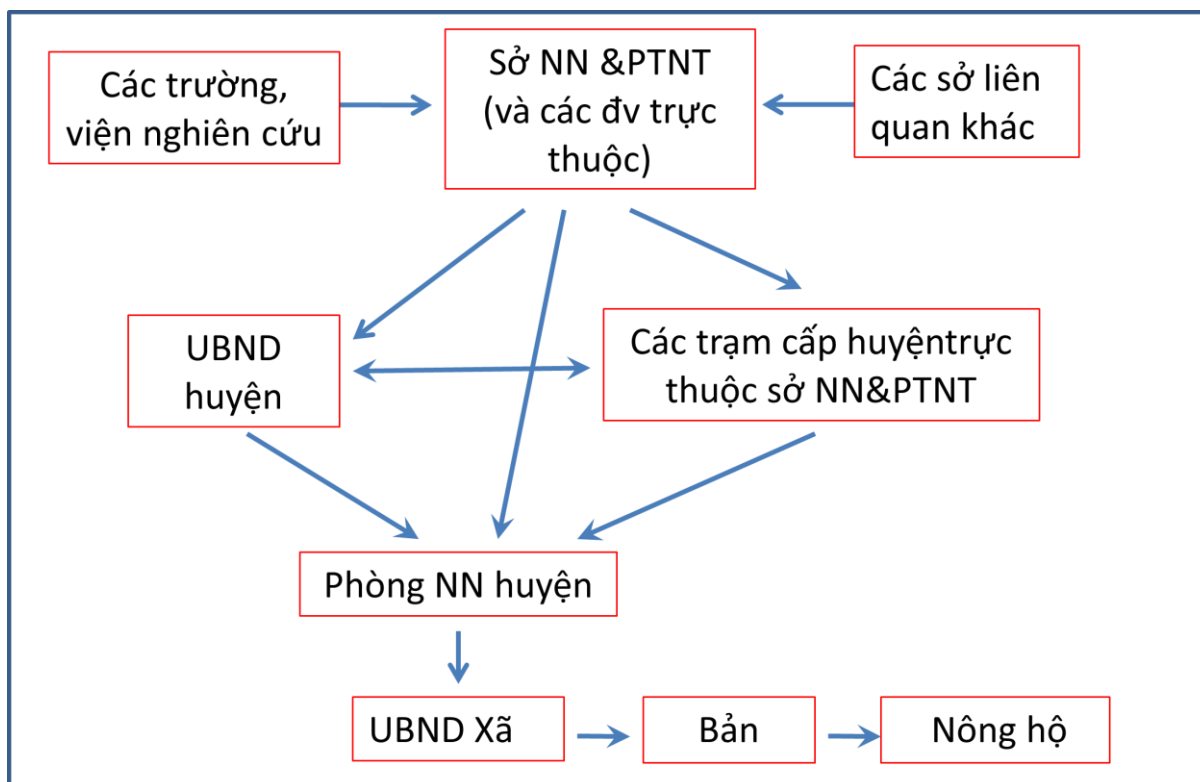 Các trường,
viện nghiên cứu
Sở NN &PTNT
(và các đv trực
thuộc)
Các sở liên
quan khác
UBND
huyện
Các trạm cấp huyệntrực
thuộc sở NN&PTNT
Phòng NN huyện
UBND Xã
Bản
Nông hộ